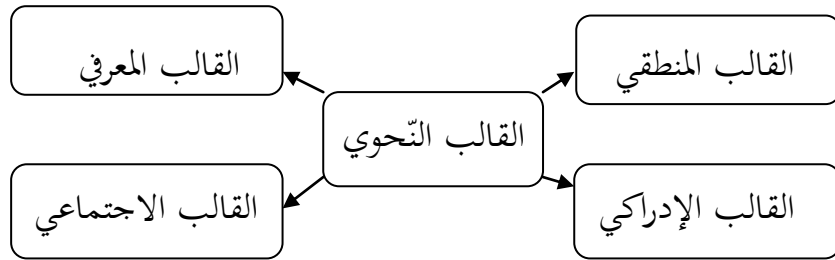 القالب المنطقي
القالب المعرفي
القالب النّحوي
القالب الإدراكي
القالب الاجتماعي